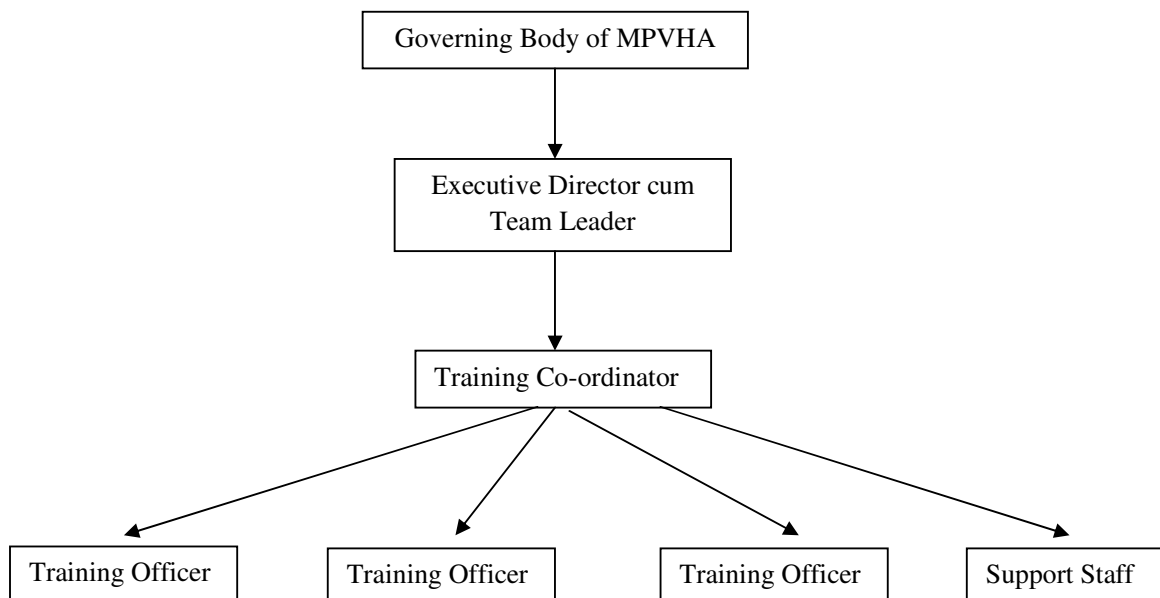 Governing Body of MPVHA
Executive Director cum
Team Leader
Training Co-ordinator
Training Officer
Training Officer
Training Officer
Support Staff